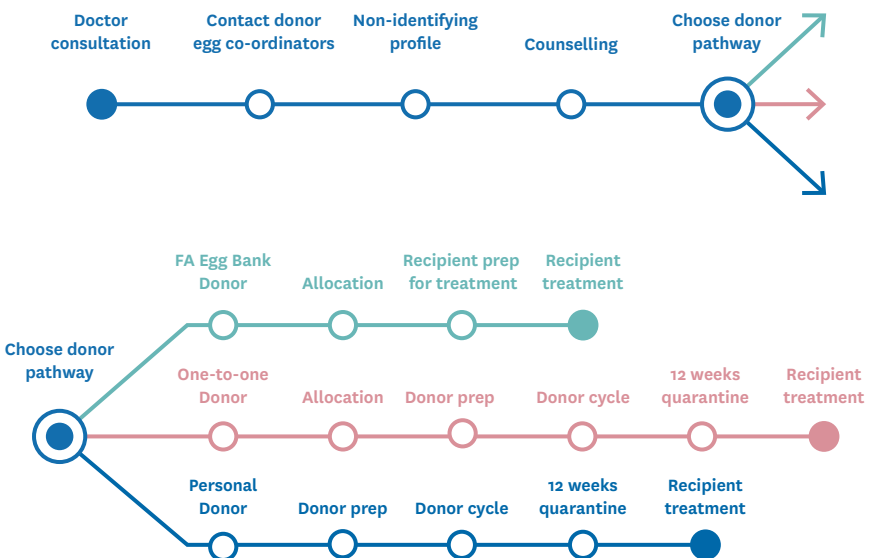 Doctor
consultation
Contact donor
egg co-ordinators
Non-identifying
profile
Counselling
Choose donor
pathway
FA Egg Bank
Donor
Allocation
Recipient prep
for treatment
Recipient
treatment
Choose donor
pathway
One-to-one
Donor
Allocation
Donor prep
Donor cycle
12 weeks
quarantine
Recipient
treatment
Personal
Donor
Donor prep
Donor cycle
12 weeks
quarantine
Recipient
treatment